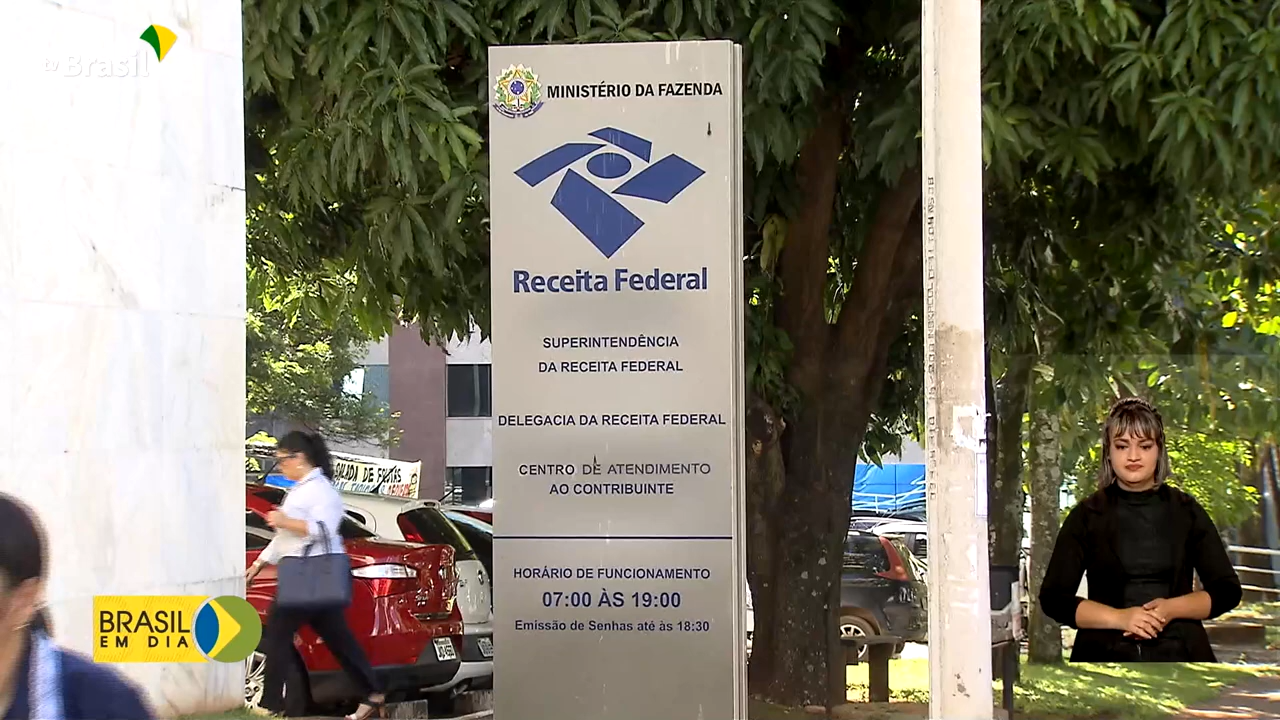 tv Brasil
MINISTÉRIO DA FAZENDA
Receita Federal
SUPERINTENDÊNCIA
DA RECEITA FEDERAL
DELEGACIA DA RECEITA FEDERAL
CENTRO DE ATENDIMENTO
AO CONTRIBUINTE
HORÁRIO DE FUNCIONAMENTO
07:00 ÀS 19:00
Emissão de Senhas até às 18:30
DE FRUTAS
BRASIL
EM DIA